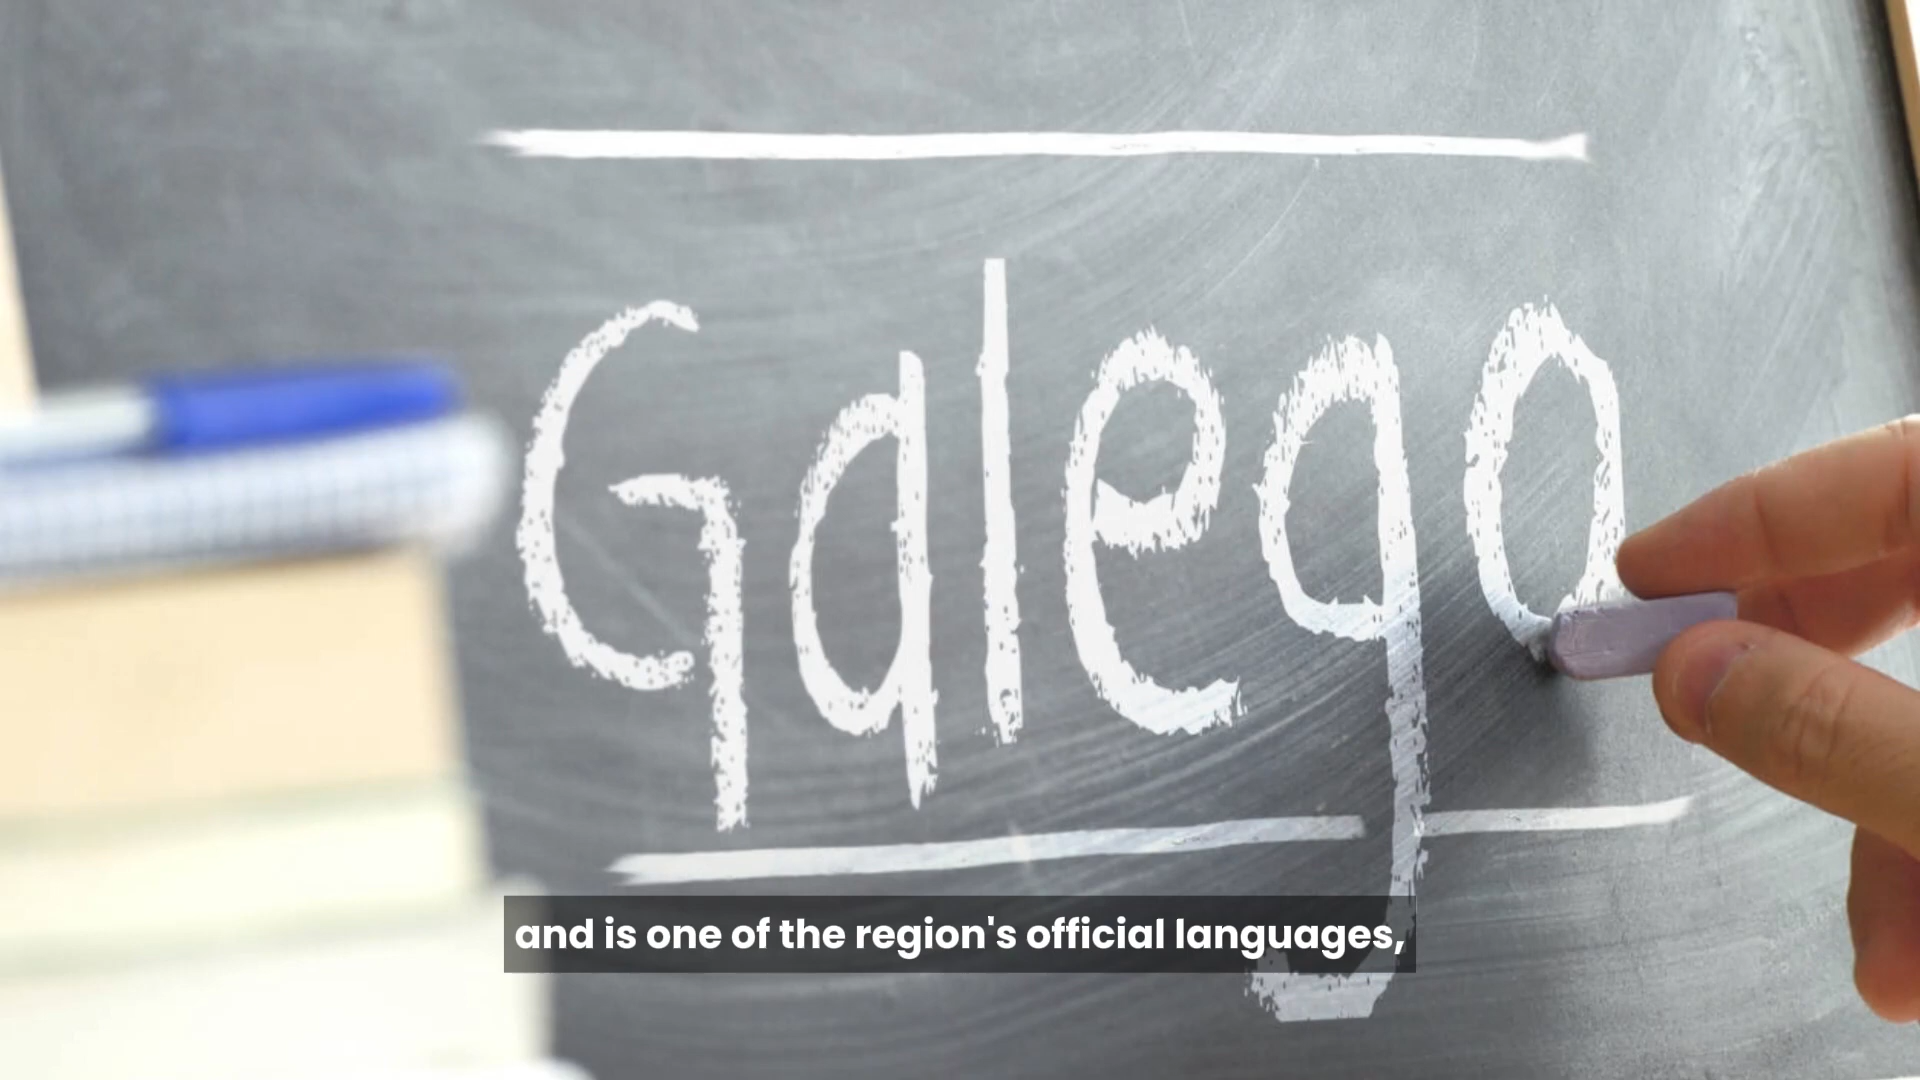 Galego
and is one of the region's official languages,